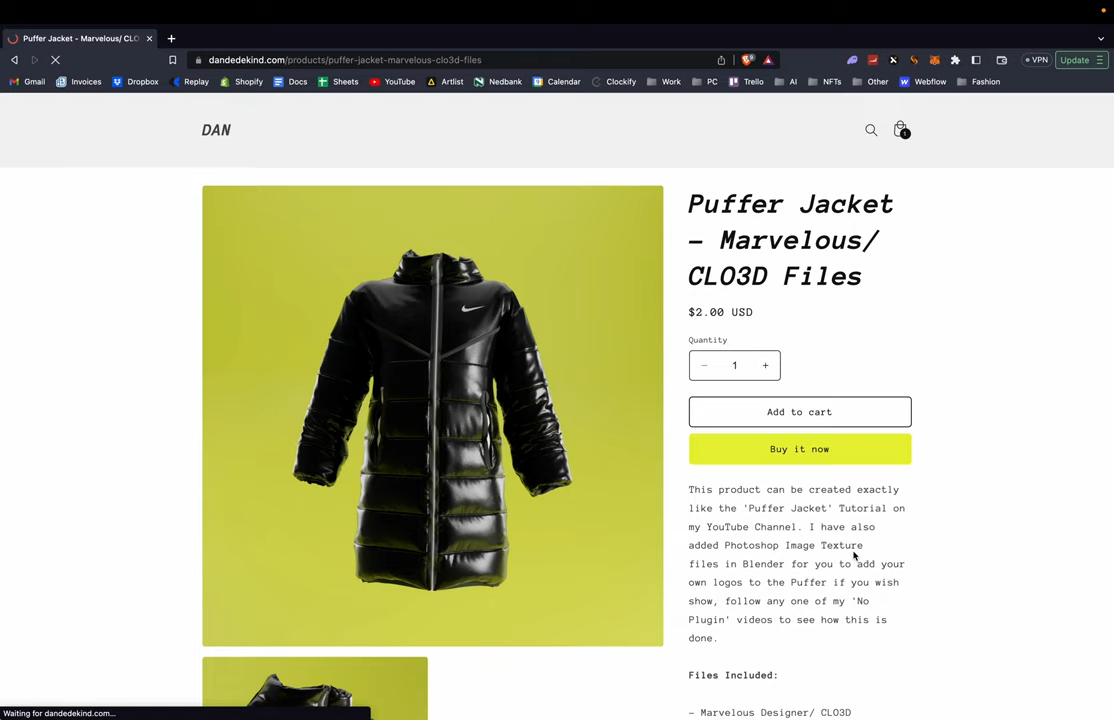 Puffer Jacket - Marvelous/ CLO
dandedekind.com/products/puffer-jacket-marvelous-clo3d-files
VPN
Update
Gmail
Invoices
Dropbox
Replay
Shopify
Docs
Sheets
YouTube
Artlist
Nedbank
Calendar
Clockify
Work
PC
Trello
AI
NFTs
Other
Webflow
Fashion
DAN
1
Puffer Jacket
- Marvelous/
CLO3D Files
$2.00 USD
Quantity
− 1 +
Add to cart
Buy it now
This product can be created exactly
like the 'Puffer Jacket' Tutorial on
my YouTube Channel. I have also
added Photoshop Image Texture
files in Blender for you to add your
own logos to the Puffer if you wish
show, follow any one of my 'No
Plugin' videos to see how this is
done.
Files Included:
- Marvelous Designer/ CLO3D
Waiting for dandedekind.com...